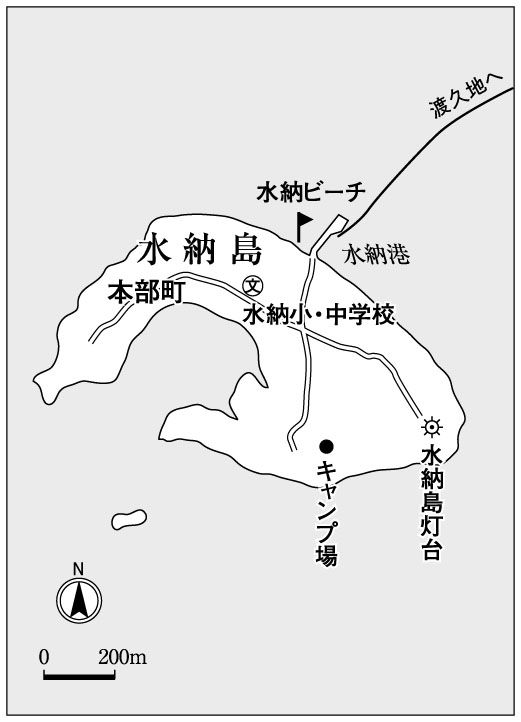 渡久地へ
水納ビーチ
水納島
水納港
本部町
文
水納小・中学校
水納島灯台
キャンプ場
N
0 200m